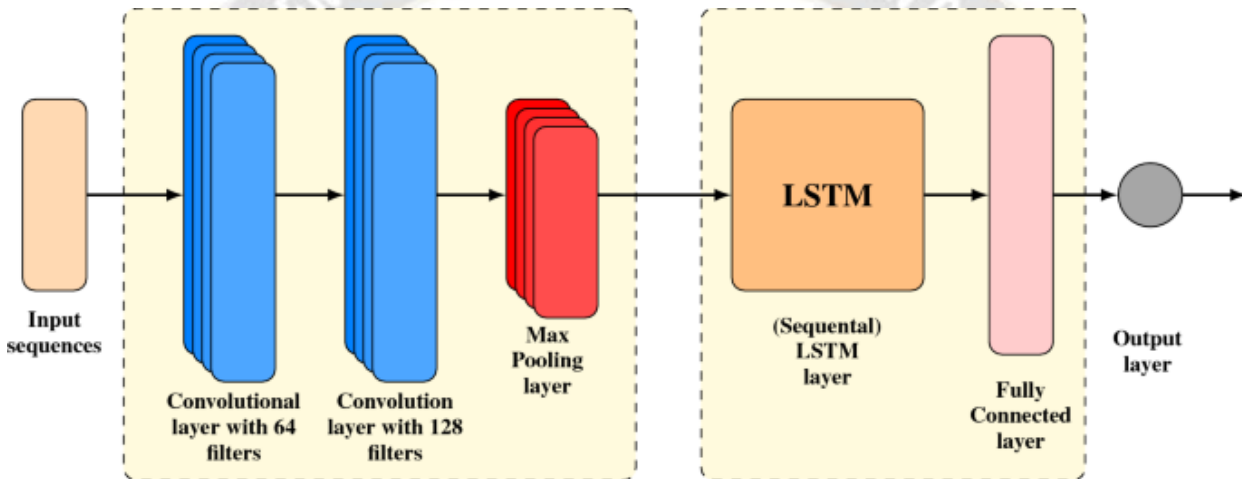 Input
sequences
Convolutional
layer with 64
filters
Convolution
layer with 128
filters
Max
Pooling
layer
LSTM
(Sequental)
LSTM
layer
Fully
Connected
layer
Output
layer